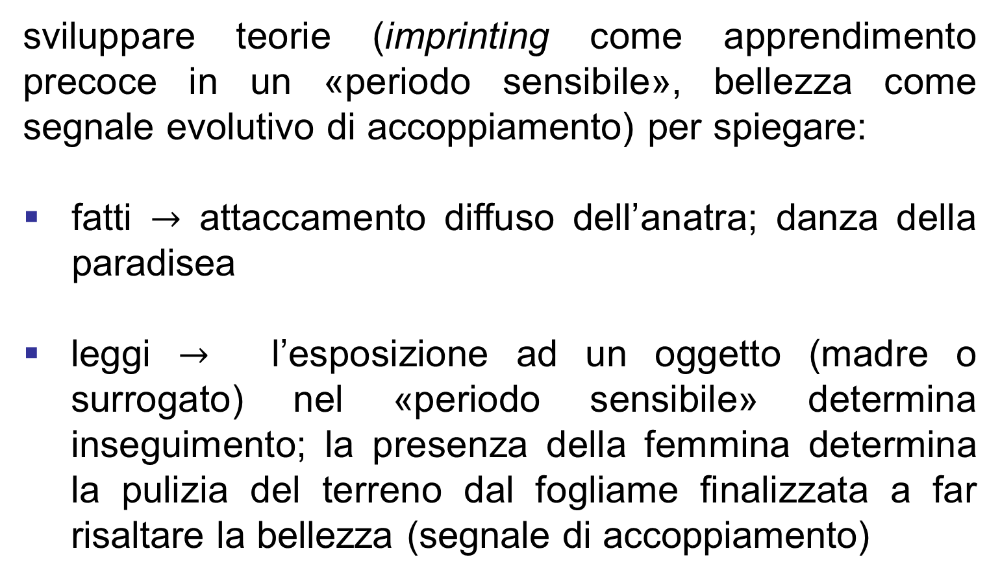 sviluppare teorie (imprinting come apprendimento
precoce in un «periodo sensibile», bellezza come
segnale evolutivo di accoppiamento) per spiegare:
▪ fatti → attaccamento diffuso dell’anatra; danza della
paradisea
▪ leggi → l’esposizione ad un oggetto (madre o
surrogato) nel «periodo sensibile» determina
inseguimento; la presenza della femmina determina
la pulizia del terreno dal fogliame finalizzata a far
risaltare la bellezza (segnale di accoppiamento)